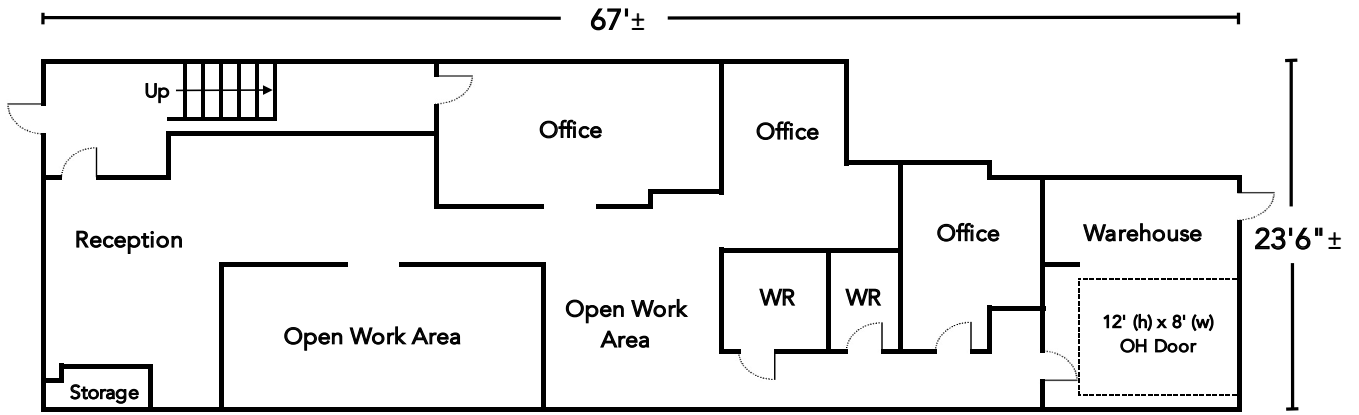 67'±
Up
Office
Office
Reception
Office
Warehouse
23'6"±
WR
WR
Open Work
Area
Open Work Area
12' (h) x 8' (w)
OH Door
Storage